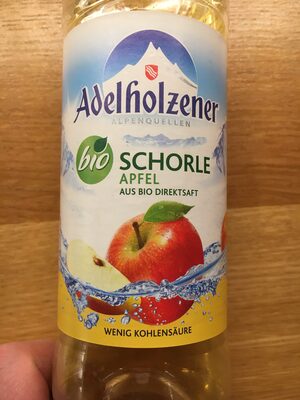 Adelholzener
ALPENQUELLEN
bio
SCHORLE
APFEL
AUS BIO DIREKTSAFT
WENIG KOHLENSÄURE